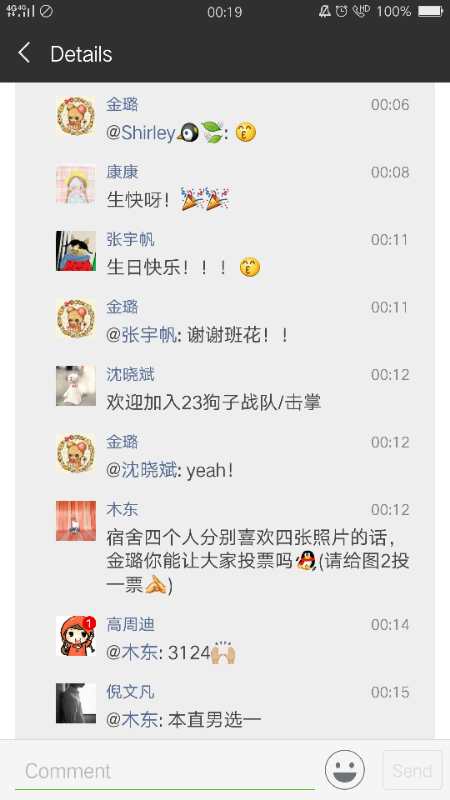 4G 4G 00:19 HD 100%
Details
金璐 00:06
@Shirley🐧🍃: 😙
康康 00:08
生快呀！🎉🎉
张宇帆 00:11
生日快乐！！！😙
金璐 00:11
@张宇帆: 谢谢班花！！
沈晓斌 00:12
欢迎加入23狗子战队/击掌
金璐 00:12
@沈晓斌: yeah！
木东 00:12
宿舍四个人分别喜欢四张照片的话，
金璐你能让大家投票吗🐧(请给图2投
一票🙏)
1
高周迪 00:14
@木东: 3124🙌🏼
倪文凡 00:15
@木东: 本直男选一
Comment Send